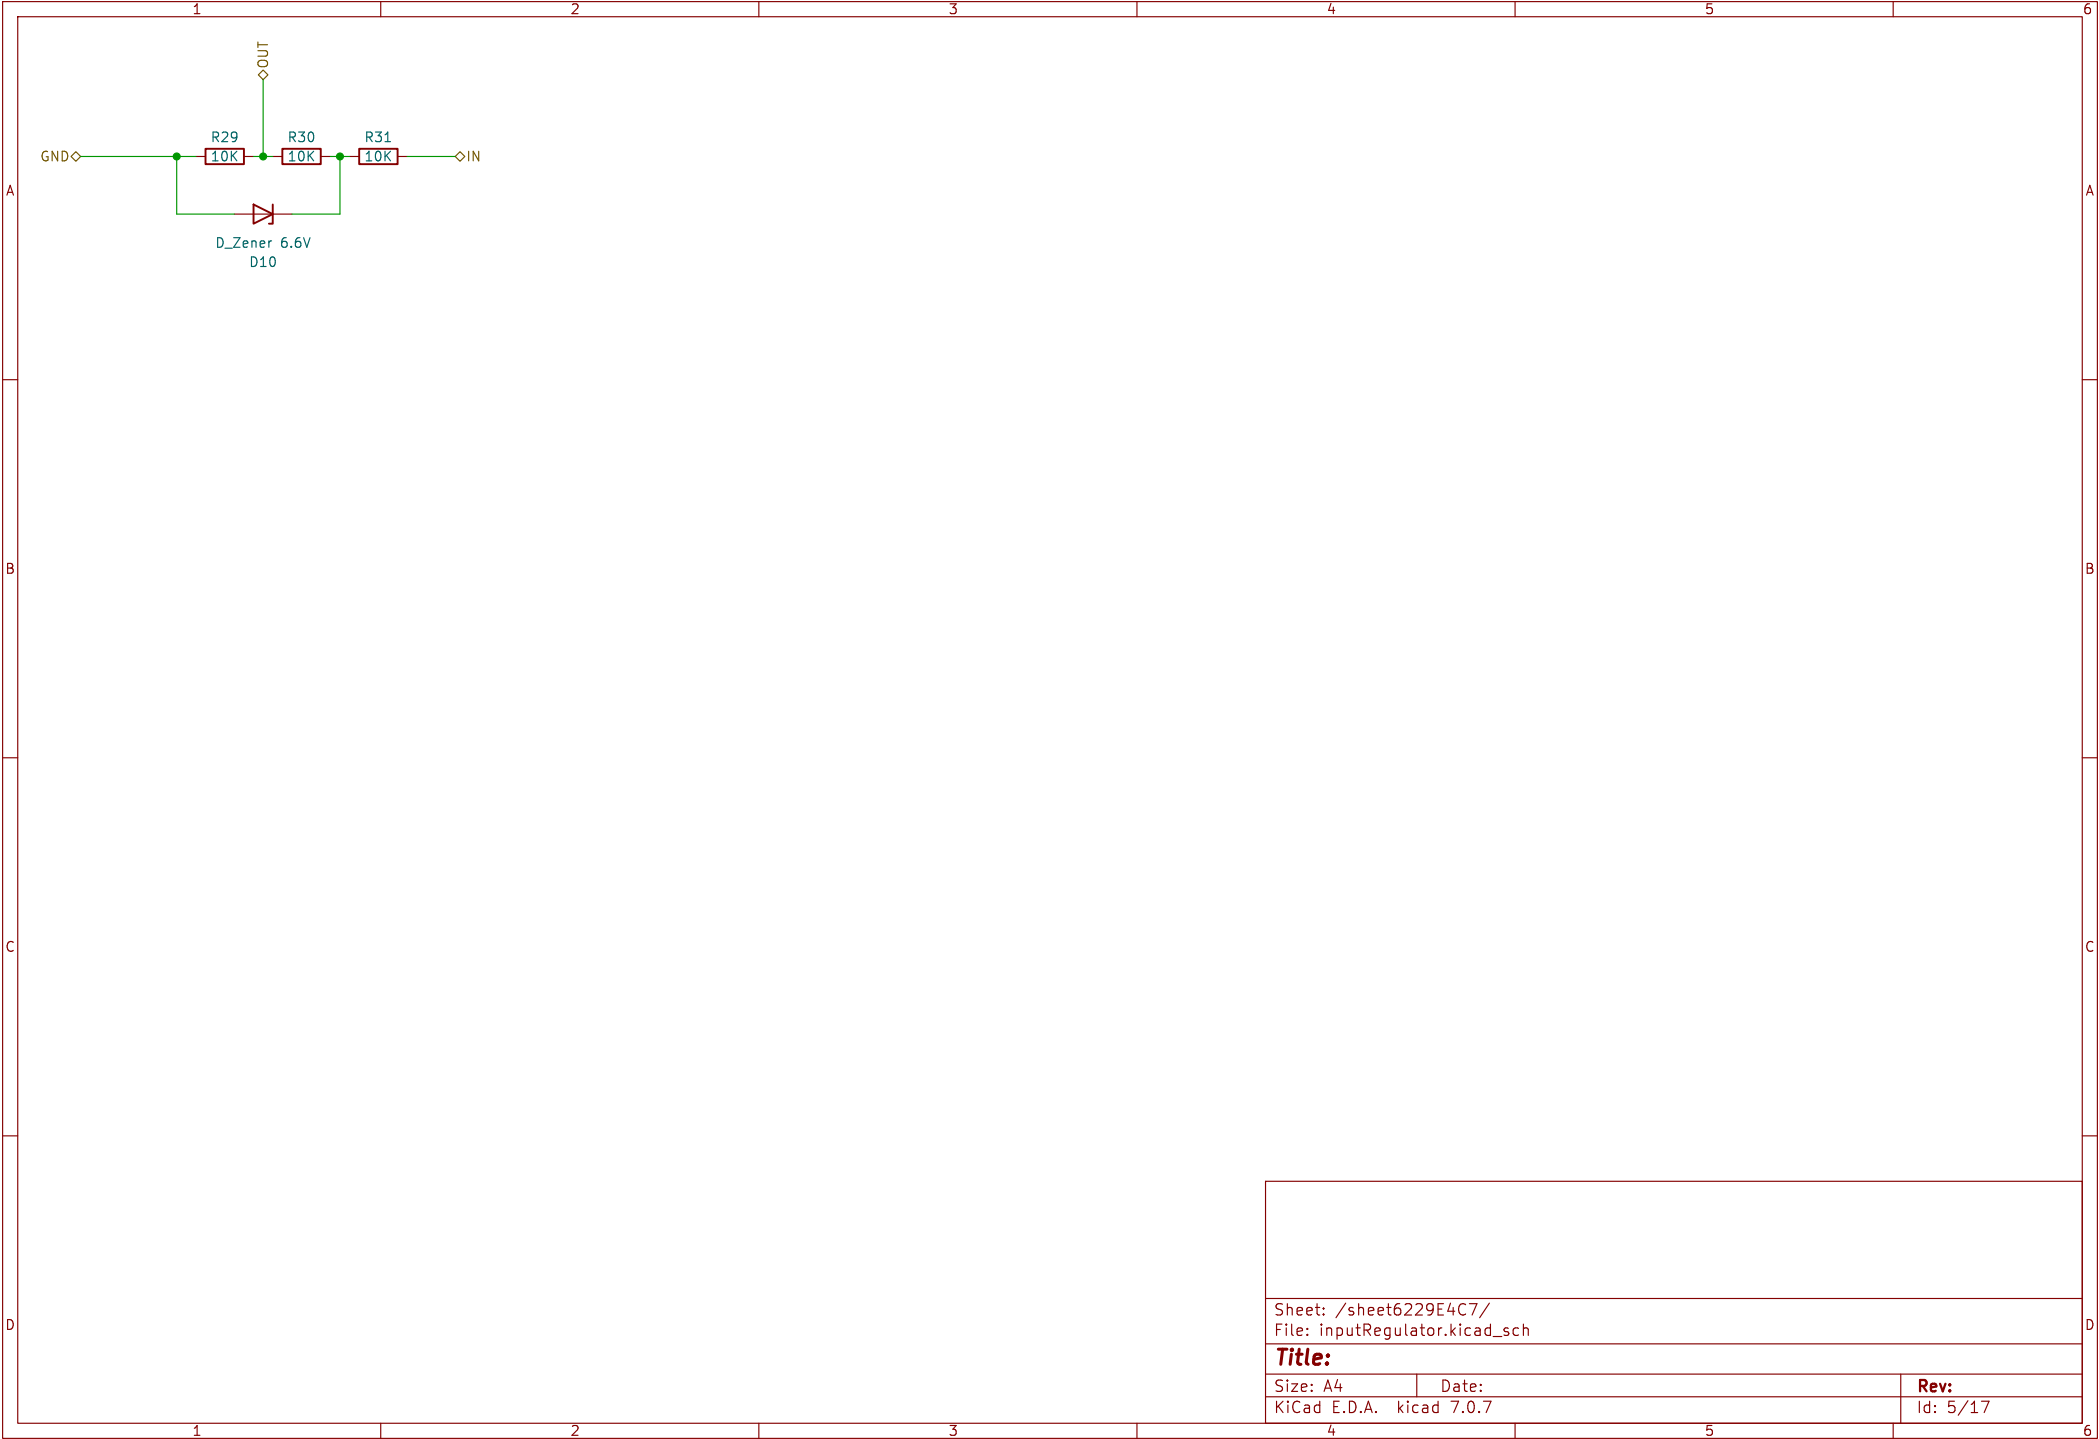 1 2 3 4 5 6
OUT
R29 R30 R31
GND 10K 10K 10K IN
A A
D_Zener 6.6V
D10
B B
C C
Sheet: /sheet6229E4C7/
D D
File: inputRegulator.kicad_sch
Title:
Size: A4 Date: Rev:
KiCad E.D.A. kicad 7.0.7 Id: 5/17
1 2 3 4 5 6